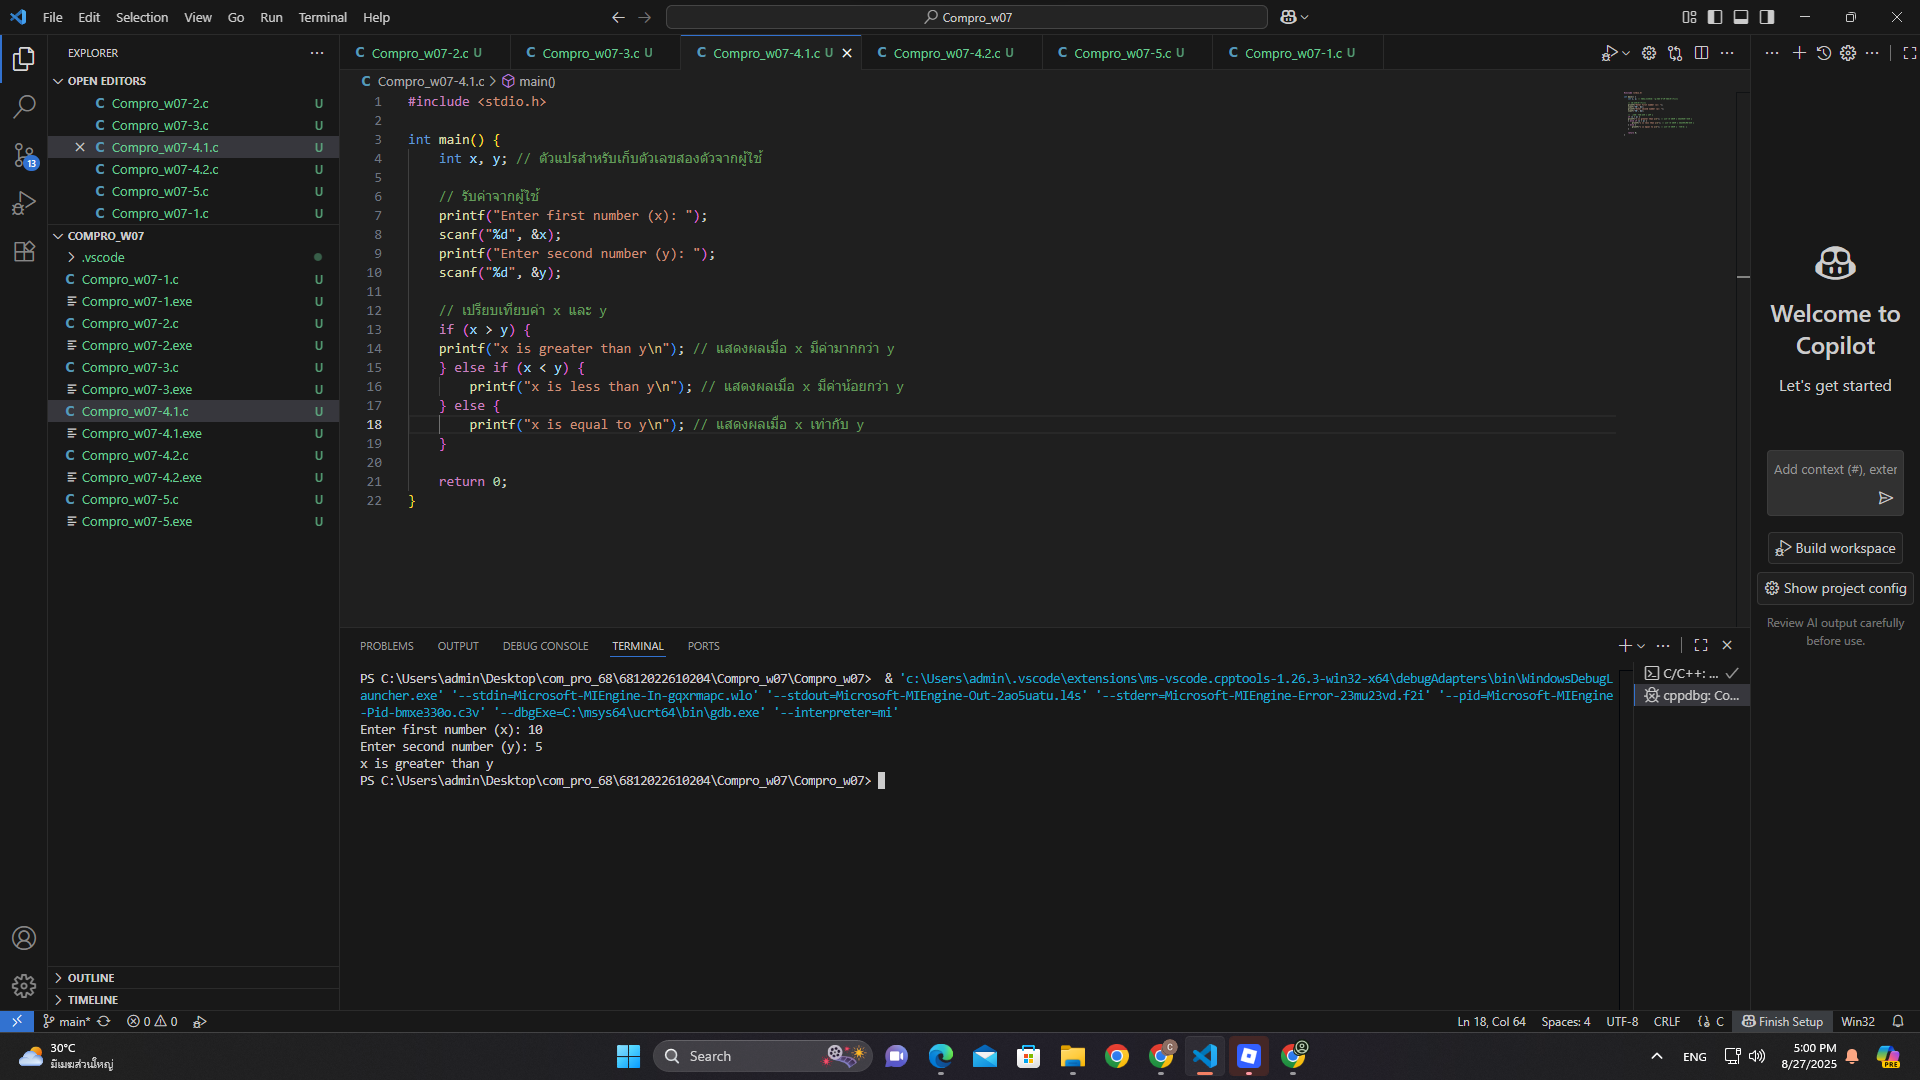 File Edit Selection View Go Run Terminal Help
Compro_w07
EXPLORER
OPEN EDITORS
Compro_w07-2.c U
Compro_w07-3.c U
Compro_w07-4.1.c U
Compro_w07-4.2.c U
Compro_w07-5.c U
Compro_w07-1.c U
13
COMPRO_W07
.vscode
Compro_w07-1.c U
Compro_w07-1.exe U
Compro_w07-2.c U
Compro_w07-2.exe U
Compro_w07-3.c U
Compro_w07-3.exe U
Compro_w07-4.1.c U
Compro_w07-4.1.exe U
Compro_w07-4.2.c U
Compro_w07-4.2.exe U
Compro_w07-5.c U
Compro_w07-5.exe U
OUTLINE
TIMELINE
C Compro_w07-2.c U C Compro_w07-3.c U C Compro_w07-4.1.c U C Compro_w07-4.2.c U C Compro_w07-5.c U C Compro_w07-1.c U
C Compro_w07-4.1.c > main()
1 #include <stdio.h>
2
3 int main() {
4 int x, y; // ตัวแปรสำหรับเก็บตัวเลขสองตัวจากผู้ใช้
5
6 // รับค่าจากผู้ใช้
7 printf("Enter first number (x): ");
8 scanf("%d", &x);
9 printf("Enter second number (y): ");
10 scanf("%d", &y);
11
12 // เปรียบเทียบค่า x และ y
13 if (x > y) {
14 printf("x is greater than y\n"); // แสดงผลเมื่อ x มีค่ามากกว่า y
15 } else if (x < y) {
16 printf("x is less than y\n"); // แสดงผลเมื่อ x มีค่าน้อยกว่า y
17 } else {
18 printf("x is equal to y\n"); // แสดงผลเมื่อ x เท่ากับ y
19 }
20
21 return 0;
22 }
PROBLEMS OUTPUT DEBUG CONSOLE TERMINAL PORTS
PS C:\Users\admin\Desktop\com_pro_68\6812022610204\Compro_w07\Compro_w07> & 'c:\Users\admin\.vscode\extensions\ms-vscode.cpptools-1.26.3-win32-x64\debugAdapters\bin\WindowsDebugL
auncher.exe' '--stdin=Microsoft-MIEngine-In-gqxrmapc.wlo' '--stdout=Microsoft-MIEngine-Out-2ao5uatu.l4s' '--stderr=Microsoft-MIEngine-Error-23mu23vd.f2i' '--pid=Microsoft-MIEngine
-Pid-bmxe330o.c3v' '--dbgExe=C:\msys64\ucrt64\bin\gdb.exe' '--interpreter=mi'
Enter first number (x): 10
Enter second number (y): 5
x is greater than y
PS C:\Users\admin\Desktop\com_pro_68\6812022610204\Compro_w07\Compro_w07>
C/C++: ...
cppdbg: Co...
Welcome to
Copilot
Let's get started
Add context (#), exter
Build workspace
Show project config
Review AI output carefully
before use.
main* 0 0
Ln 18, Col 64 Spaces: 4 UTF-8 CRLF C Finish Setup Win32
30°C
มีเมฆส่วนใหญ่
Search
C
ENG
5:00 PM
8/27/2025
PRE